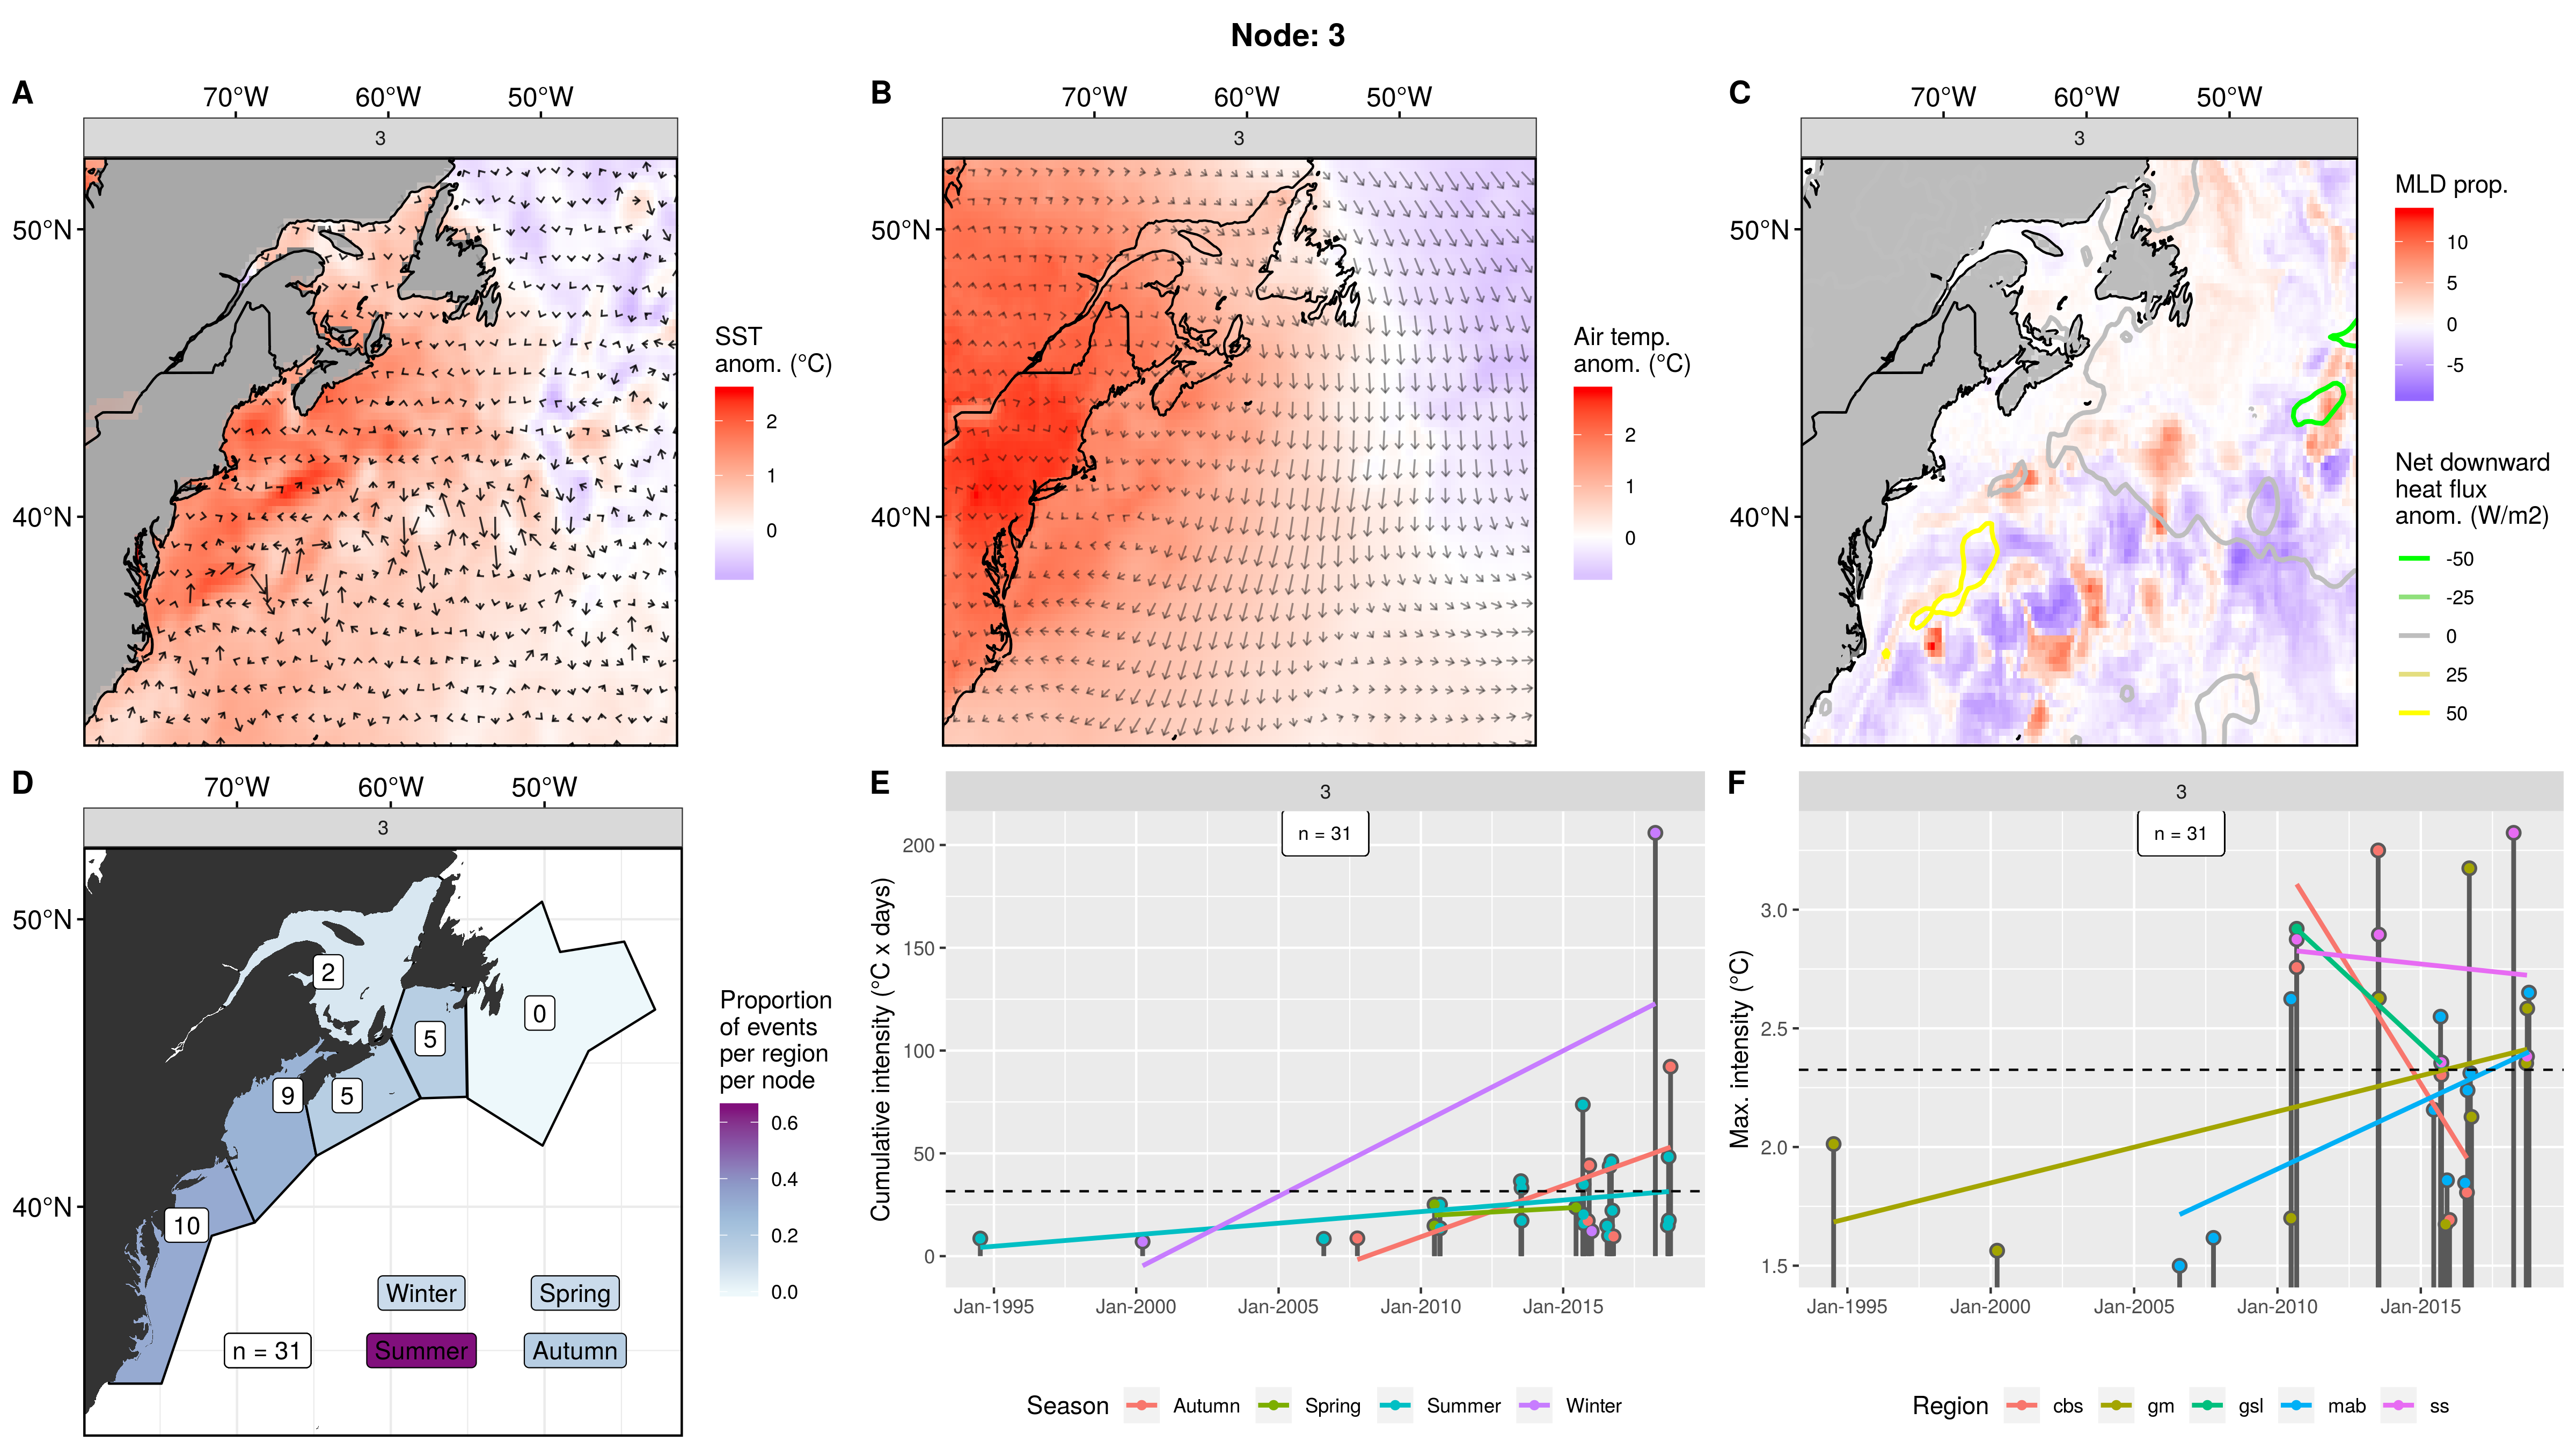 Node: 3
A
70°W 60°W 50°W
3
50°N
40°N
SST
anom. (°C)
2
1
0
B
70°W 60°W 50°W
3
50°N
40°N
Air temp.
anom. (°C)
2
1
0
C
70°W 60°W 50°W
3
50°N
40°N
MLD prop.
10
5
0
-5
Net downward
heat flux
anom. (W/m2)
-50
-25
0
25
50
D
70°W 60°W 50°W
3
50°N
40°N
2
0
5
9
5
10
Winter Spring
n = 31 Summer Autumn
Proportion
of events
per region
per node
0.6
0.4
0.2
0.0
E
3
n = 31
Cumulative intensity (°C x days)
200
150
100
50
0
Jan-1995 Jan-2000 Jan-2005 Jan-2010 Jan-2015
Season Autumn Spring Summer Winter
F
3
n = 31
Max. intensity (°C)
3.0
2.5
2.0
1.5
Jan-1995 Jan-2000 Jan-2005 Jan-2010 Jan-2015
Region cbs gm gsl mab ss